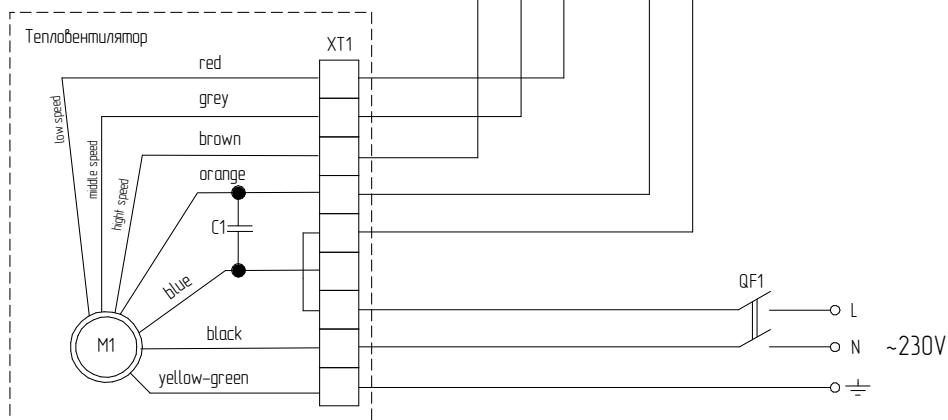 Тепловентилятор
XT1
red
grey
low speed
middle speed
hight speed
brown
orange
C1
blue
QF1
L
M1
black
N ~230V
yellow-green